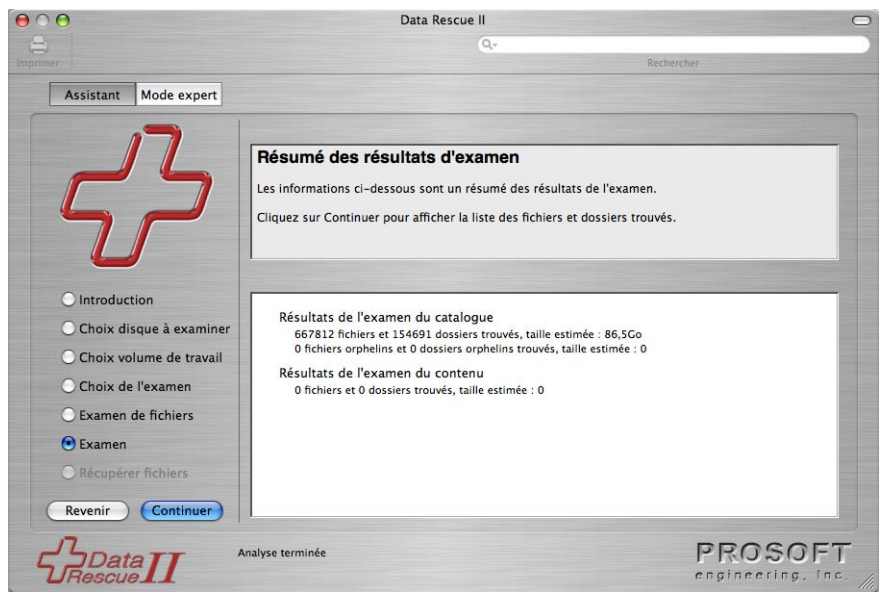 Data Rescue II
Imprimer
Rechercher
Assistant Mode expert
Résumé des résultats d'examen
Les informations ci-dessous sont un résumé des résultats de l'examen.
Cliquez sur Continuer pour afficher la liste des fichiers et dossiers trouvés.
Introduction
Choix disque à examiner
Choix volume de travail
Choix de l'examen
Examen de fichiers
Examen
Récupérer fichiers
Revenir Continuer
Résultats de l'examen du catalogue
667812 fichiers et 154691 dossiers trouvés, taille estimée : 86,5Go
0 fichiers orphelins et 0 dossiers orphelins trouvés, taille estimée : 0
Résultats de l'examen du contenu
0 fichiers et 0 dossiers trouvés, taille estimée : 0
Data Rescue II
Analyse terminée
PROSOFT
engineering, inc.